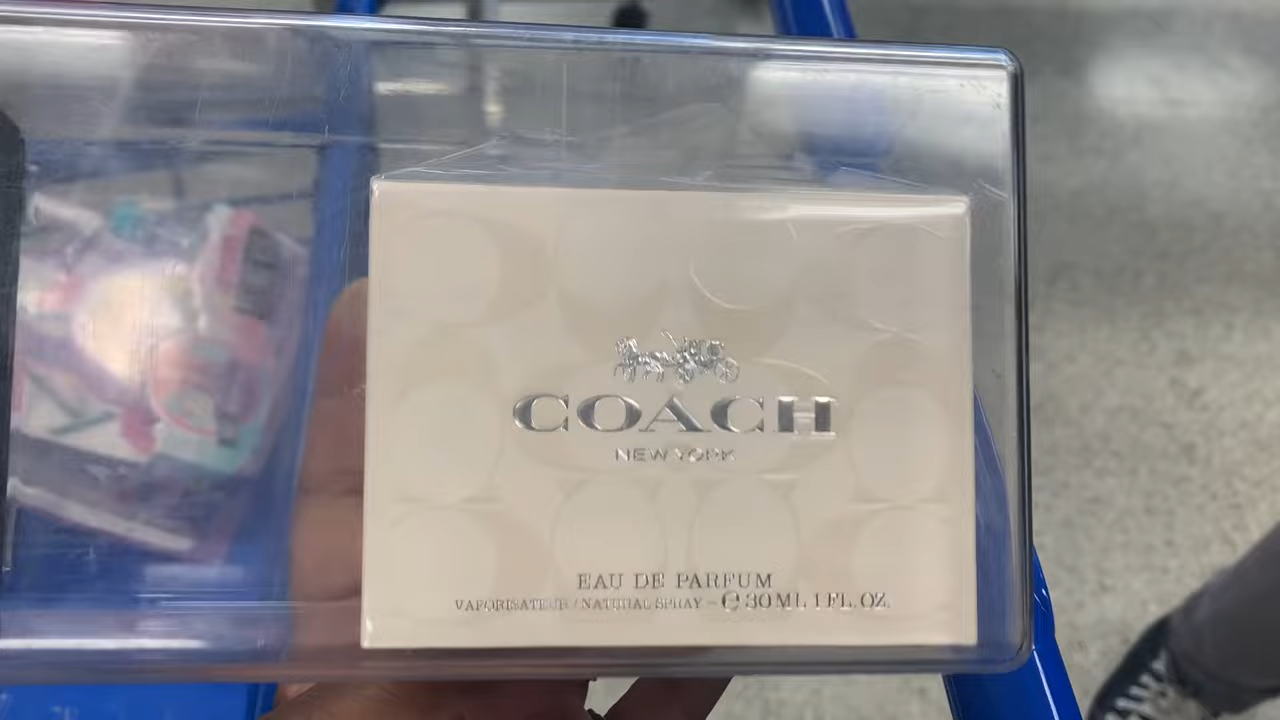 COACH
NEW YORK
EAU DE PARFUM
VAPORISATEUR / NATURAL SPRAY - ℮ 30 ML 1 FL. OZ.